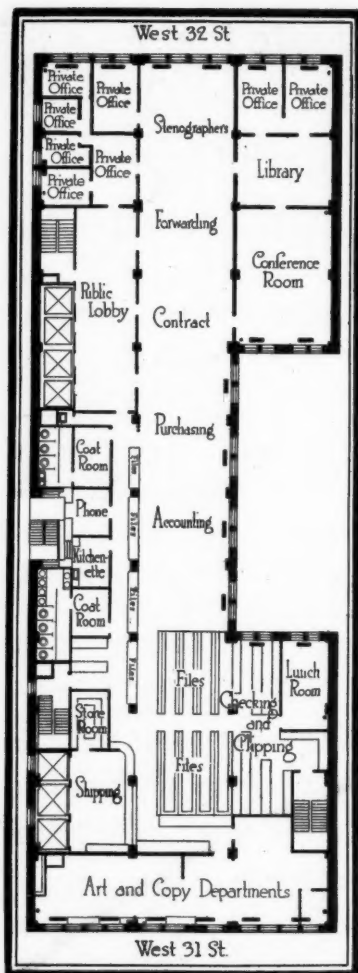 West 32 St
Private
Office
Private
Office
Private
Office
Private
Office
Stenographers
Private
Office
Private
Office
Private
Office
Private
Office
Library
Forwarding
Public
Lobby
Conference
Room
Contract
Purchasing
Coat
Room
Files
Phone
Accounting
Files
Kitchen-
ette
Files
Coat
Room
Files
Files
Lunch
Room
Checking
and
Clipping
Store
Room
Files
Shipping
Art and Copy Departments
West 31 St.